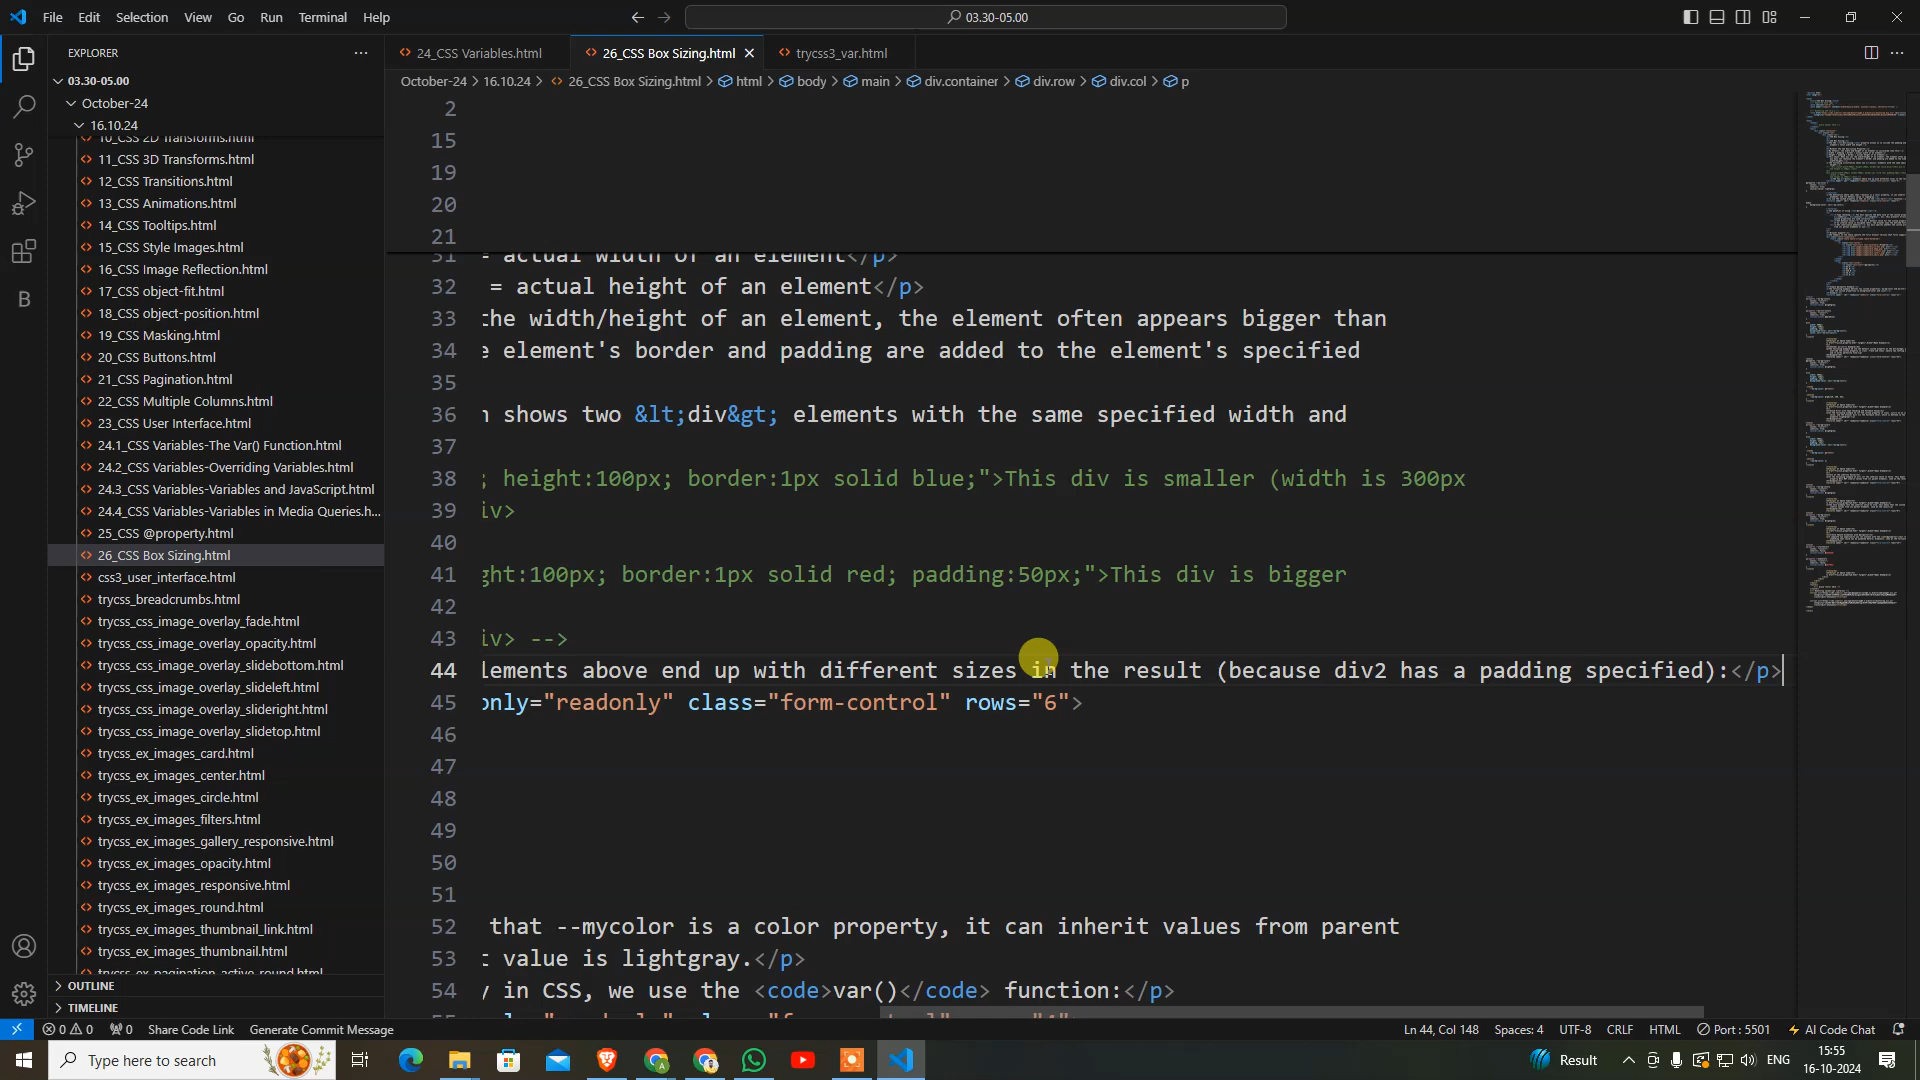 File Edit Selection View Go Run Terminal Help
03.30-05.00
EXPLORER
24_CSS Variables.html
26_CSS Box Sizing.html
trycss3_var.html
October-24 > 16.10.24 > 26_CSS Box Sizing.html > html > body > main > div.container > div.row > div.col > p
03.30-05.00
October-24
16.10.24
10_CSS 2D Transforms.html
11_CSS 3D Transforms.html
12_CSS Transitions.html
13_CSS Animations.html
14_CSS Tooltips.html
15_CSS Style Images.html
16_CSS Image Reflection.html
17_CSS object-fit.html
18_CSS object-position.html
19_CSS Masking.html
20_CSS Buttons.html
21_CSS Pagination.html
22_CSS Multiple Columns.html
23_CSS User Interface.html
24.1_CSS Variables-The Var() Function.html
24.2_CSS Variables-Overriding Variables.html
24.3_CSS Variables-Variables and JavaScript.html
24.4_CSS Variables-Variables in Media Queries.h...
25_CSS @property.html
26_CSS Box Sizing.html
css3_user_interface.html
trycss_breadcrumbs.html
trycss_css_image_overlay_fade.html
trycss_css_image_overlay_opacity.html
trycss_css_image_overlay_slidebottom.html
trycss_css_image_overlay_slideleft.html
trycss_css_image_overlay_slideright.html
trycss_css_image_overlay_slidetop.html
trycss_ex_images_card.html
trycss_ex_images_center.html
trycss_ex_images_circle.html
trycss_ex_images_filters.html
trycss_ex_images_gallery_responsive.html
trycss_ex_images_opacity.html
trycss_ex_images_responsive.html
trycss_ex_images_round.html
trycss_ex_images_thumbnail_link.html
trycss_ex_images_thumbnail.html
trycss_ex_pagination_active_round.html
OUTLINE
TIMELINE
2
15
19
20
21
31 = actual width of an element</p>
32 = actual height of an element</p>
33 the width/height of an element, the element often appears bigger than
34 e element's border and padding are added to the element's specified
35
36 n shows two &lt;div&gt; elements with the same specified width and
37
38 ; height:100px; border:1px solid blue;">This div is smaller (width is 300px
39 iv>
40
41 ght:100px; border:1px solid red; padding:50px;">This div is bigger
42
43 iv> -->
44 lements above end up with different sizes in the result (because div2 has a padding specified):</p>
45 only="readonly" class="form-control" rows="6">
46
47
48
49
50
51
52 that --mycolor is a color property, it can inherit values from parent
53 t value is lightgray.</p>
54 y in CSS, we use the <code>var()</code> function:</p>
0 0 0 Share Code Link Generate Commit Message Ln 44, Col 148 Spaces: 4 UTF-8 CRLF HTML Port : 5501 AI Code Chat
Type here to search
Result
ENG
15:55
16-10-2024